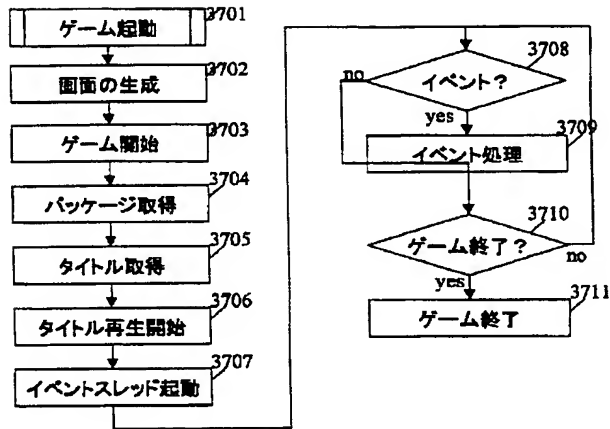 ゲーム起動
3701
画面の生成
3702
ゲーム開始
3703
パッケージ取得
3704
タイトル取得
3705
タイトル再生開始
3706
イベントスレッド起動
3707
イベント?
3708
no
yes
イベント処理
3709
ゲーム終了?
3710
no
yes
ゲーム終了
3711